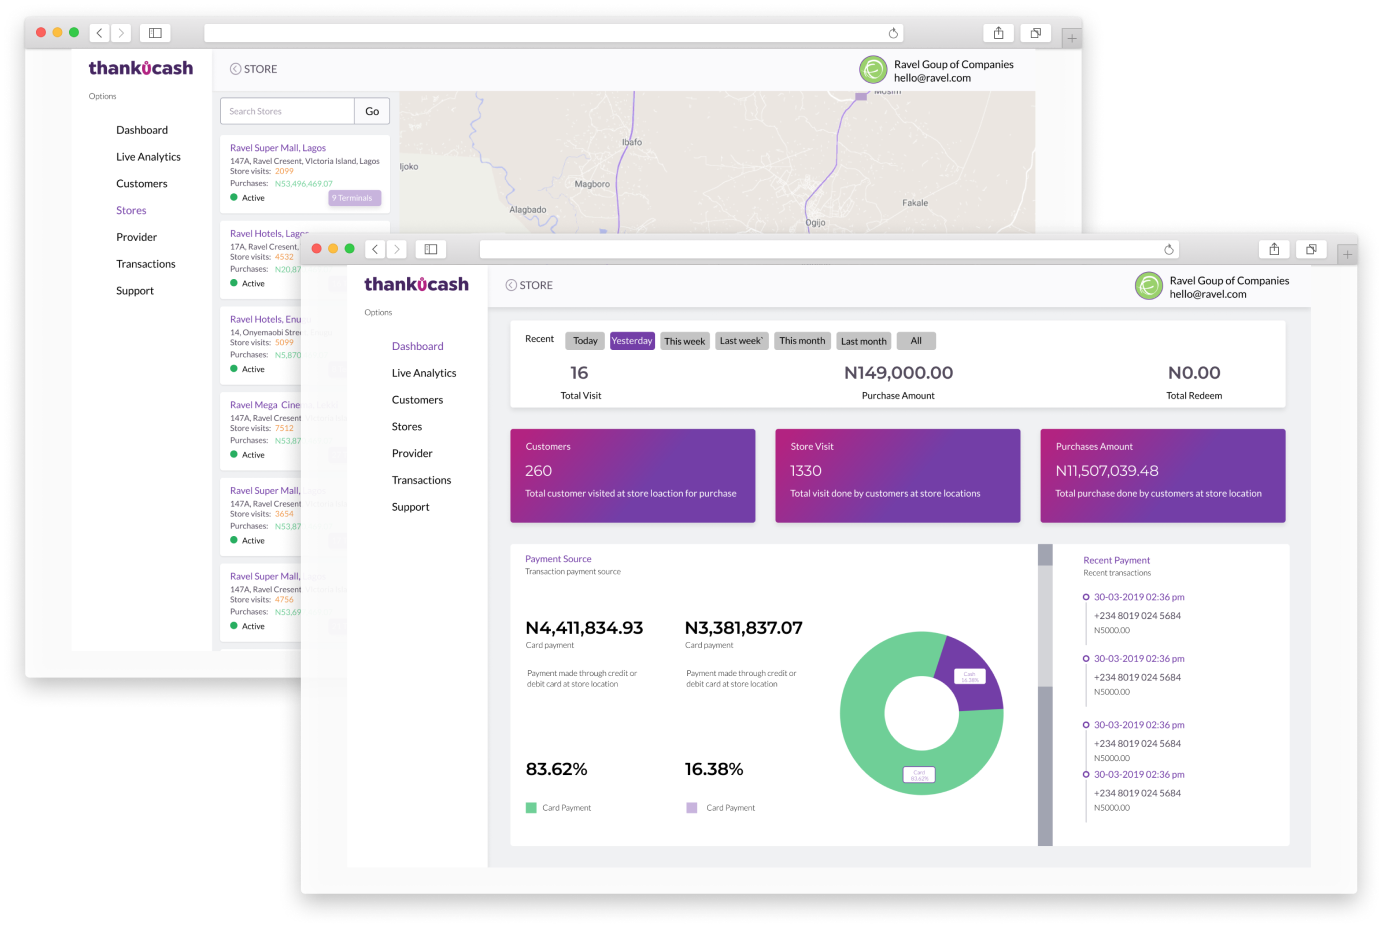 thankucash
Options
Dashboard
Live Analytics
Customers
Stores
Provider
Transactions
Support
STORE
Ravel Goup of Companies
hello@ravel.com
Search Stores
Go
Ravel Super Mall, Lagos
147A, Ravel Cresent, VIctoria Island, Lagos
Store visits: 2099
Purchases: N53,496,469.07
Active
9 Terminals
Ravel Hotels, Lagos
17A, Ravel Cresent,
Store visits: 4532
Purchases: N20,87
Active
Ravel Hotels, Enu
14, Onyemaobi Street
Store visits: 5099
Purchases: N5,870
Active
Ravel Mega Cinema,
147A, Ravel Cresent
Store visits: 7512
Purchases: N53,87
Active
Ravel Super Mall,
147A, Ravel Cresent
Store visits: 3654
Purchases: N53,87
Active
Ravel Super Mall,
147A, Ravel Cresent
Store visits: 4756
Purchases: N53,69
Active
Mosim
Ibafo
Ijoko
Magboro
Alagbado
Fakale
Ogijo
thankucash
Options
Dashboard
Live Analytics
Customers
Stores
Provider
Transactions
Support
STORE
Ravel Goup of Companies
hello@ravel.com
Recent
Today
Yesterday
This week
Last week`
This month
Last month
All
16
Total Visit
N149,000.00
Purchase Amount
N0.00
Total Redeem
Customers
260
Total customer visited at store loaction for purchase
Store Visit
1330
Total visit done by customers at store locations
Purchases Amount
N11,507,039.48
Total purchase done by customers at store location
Payment Source
Transaction payment source
N4,411,834.93
Card payment
Payment made through credit or
debit card at store location
N3,381,837.07
Card payment
Payment made through credit or
debit card at store location
83.62%
Card Payment
16.38%
Card Payment
Cash
16.38%
Card
83.62%
Recent Payment
Recent transactions
30-03-2019 02:36 pm
+234 8019 024 5684
N5000.00
30-03-2019 02:36 pm
+234 8019 024 5684
N5000.00
30-03-2019 02:36 pm
+234 8019 024 5684
N5000.00
30-03-2019 02:36 pm
+234 8019 024 5684
N5000.00